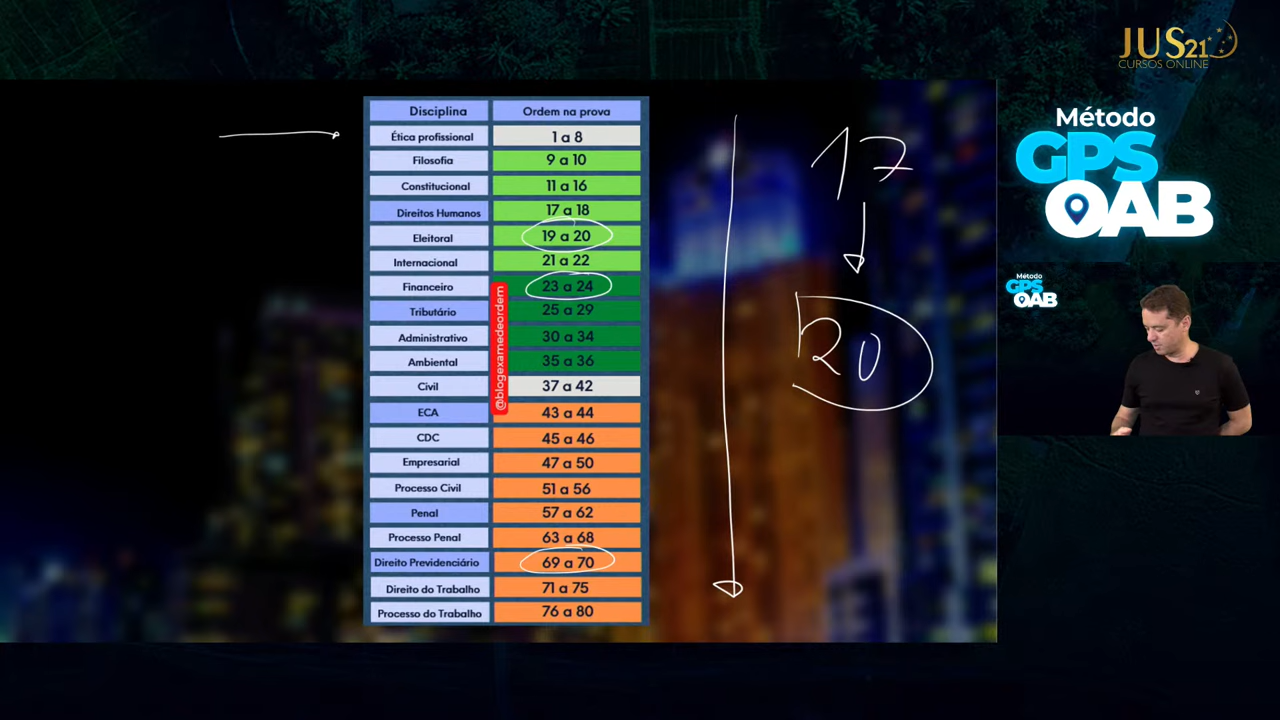 JUS21
CURSOS ONLINE
Método
GPS
OAB
Disciplina Ordem na prova
Ética profissional 1 a 8
Filosofia 9 a 10
Constitucional 11 a 16
Direitos Humanos 17 a 18
Eleitoral 19 a 20
Internacional 21 a 22
Financeiro 23 a 24
Tributário 25 a 29
Administrativo 30 a 34
Ambiental 35 a 36
Civil 37 a 42
ECA 43 a 44
CDC 45 a 46
Empresarial 47 a 50
Processo Civil 51 a 56
Penal 57 a 62
Processo Penal 63 a 68
Direito Previdenciário 69 a 70
Direito do Trabalho 71 a 75
Processo do Trabalho 76 a 80
@blogexamedeordem
17
20
Método
GPS
OAB